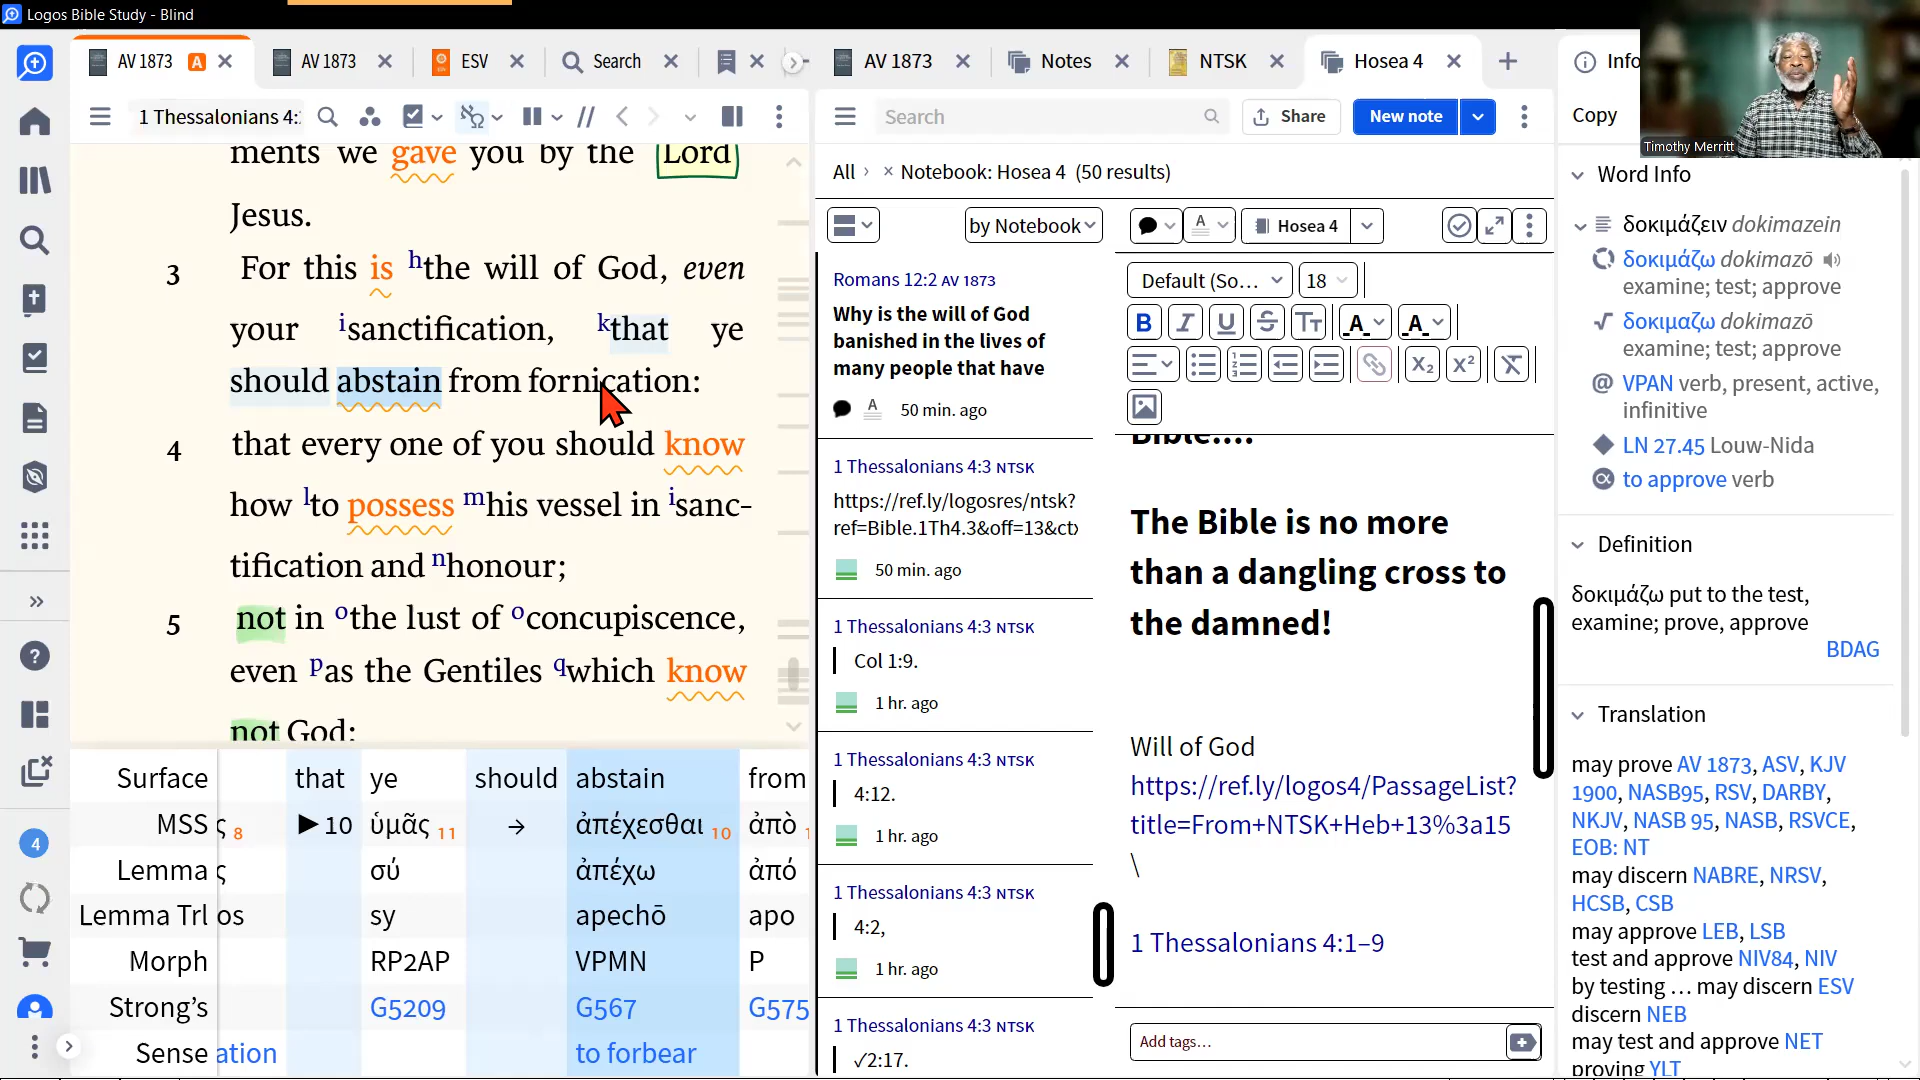 Logos Bible Study - Blind
AV 1873 A
AV 1873
ESV
Search
AV 1873
Notes
NTSK
Hosea 4
Info
1 Thessalonians 4:
Search
Share
New note
Copy
Timothy Merritt
ments we gave you by the Lord
Jesus.
3 For this is hthe will of God, even
your isanctification, kthat ye
should abstain from fornication:
4 that every one of you should know
how lto possess mhis vessel in isanc-
tification and nhonour;
5 not in othe lust of oconcupiscence,
even pas the Gentiles qwhich know
not God:
Surface that ye should abstain from
MSS ς 8 ▶ 10 ὑμᾶς 11 → ἀπέχεσθαι 10 ἀπὸ 1
Lemma ς σύ ἀπέχω ἀπό
Lemma Trl os sy apechō apo
Morph RP2AP VPMN P
Strong's G5209 G567 G575
Sense ation to forbear
All › × Notebook: Hosea 4 (50 results)
by Notebook
Romans 12:2 AV 1873
Why is the will of God
banished in the lives of
many people that have
A 50 min. ago
1 Thessalonians 4:3 NTSK
https://ref.ly/logosres/ntsk?
ref=Bible.1Th4.3&off=13&ctx
50 min. ago
1 Thessalonians 4:3 NTSK
Col 1:9.
1 hr. ago
1 Thessalonians 4:3 NTSK
4:12.
1 hr. ago
1 Thessalonians 4:3 NTSK
4:2,
1 hr. ago
1 Thessalonians 4:3 NTSK
✓2:17.
A Hosea 4
Default (So... 18
B I U S TT A A
X2 X2
Bible....
The Bible is no more
than a dangling cross to
the damned!
Will of God
https://ref.ly/logos4/PassageList?
title=From+NTSK+Heb+13%3a15
\
1 Thessalonians 4:1–9
Add tags...
Word Info
δοκιμάζειν dokimazein
δοκιμάζω dokimazō
examine; test; approve
δοκιμαζω dokimazō
examine; test; approve
@ VPAN verb, present, active,
infinitive
LN 27.45 Louw-Nida
to approve verb
Definition
δοκιμάζω put to the test,
examine; prove, approve
BDAG
Translation
may prove AV 1873, ASV, KJV
1900, NASB95, RSV, DARBY,
NKJV, NASB 95, NASB, RSVCE,
EOB: NT
may discern NABRE, NRSV,
HCSB, CSB
may approve LEB, LSB
test and approve NIV84, NIV
by testing … may discern ESV
discern NEB
may test and approve NET
proving YLT
4